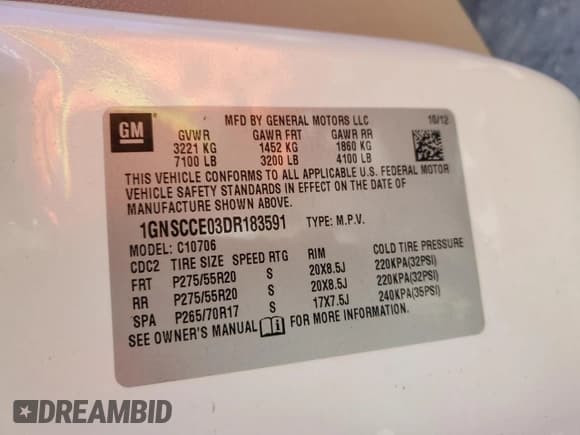 GM
MFD BY GENERAL MOTORS LLC 10/12
GVWR GAWR FRT GAWR RR
3221 KG 1452 KG 1860 KG
7100 LB 3200 LB 4100 LB
THIS VEHICLE CONFORMS TO ALL APPLICABLE U.S. FEDERAL MOTOR
VEHICLE SAFETY STANDARDS IN EFFECT ON THE DATE OF
MANUFACTURE SHOWN ABOVE.
1GNSCCE03DR183591 TYPE: M.P.V.
MODEL: C10706
CDC2 TIRE SIZE SPEED RTG RIM COLD TIRE PRESSURE
FRT P275/55R20 S 20X8.5J 220KPA(32PSI)
RR P275/55R20 S 20X8.5J 220KPA(32PSI)
SPA P265/70R17 S 17X7.5J 240KPA(35PSI)
SEE OWNER'S MANUAL FOR MORE INFORMATION.
DREAMBID